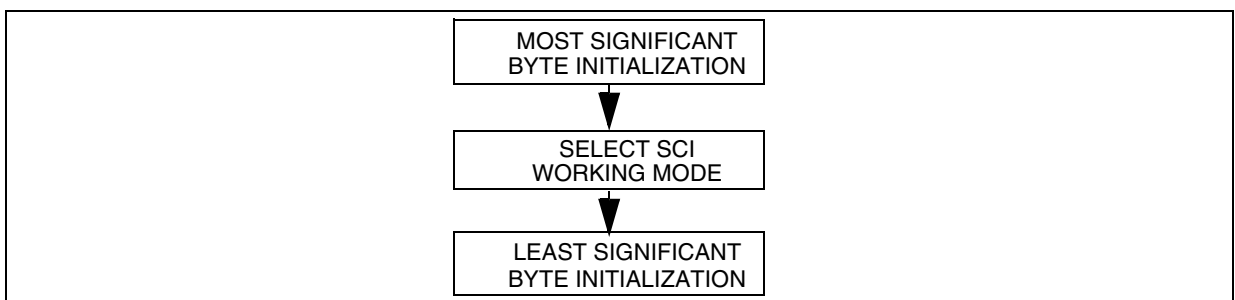 MOST SIGNIFICANT
BYTE INITIALIZATION
SELECT SCI
WORKING MODE
LEAST SIGNIFICANT
BYTE INITIALIZATION